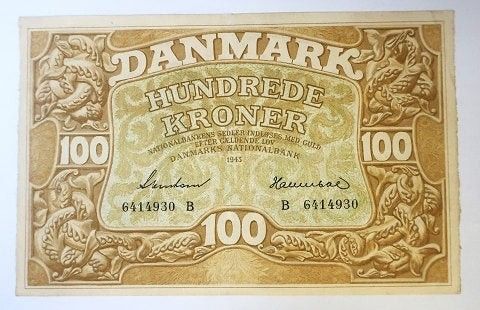 DANMARK
HUNDREDE
KRONER
NATIONALBANKENS SEDLER INDLØSES MED GULD
EFTER GÆLDENDE LOV
DANMARKS NATIONALBANK
1943
100 100
6414930 B B 6414930
100